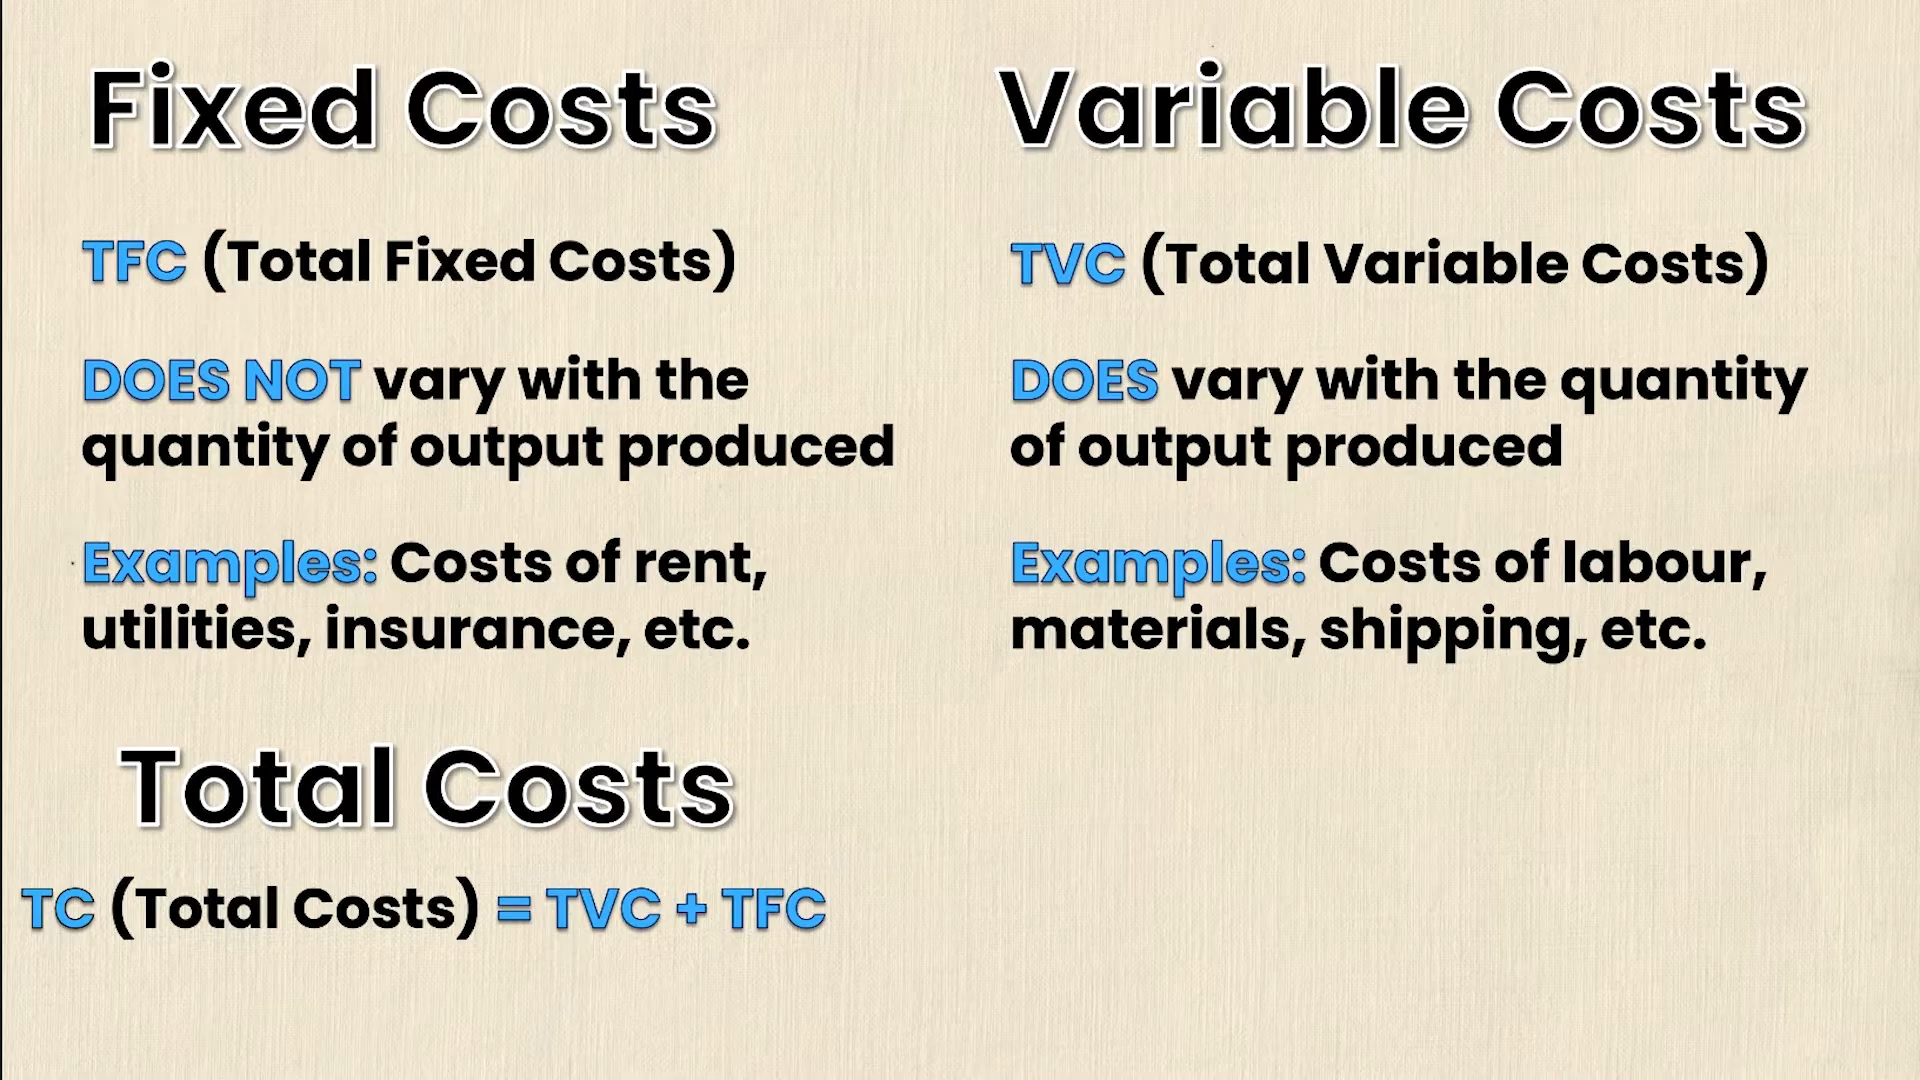 Fixed Costs
TFC (Total Fixed Costs)
DOES NOT vary with the
quantity of output produced
Examples: Costs of rent,
utilities, insurance, etc.
Variable Costs
TVC (Total Variable Costs)
DOES vary with the quantity
of output produced
Examples: Costs of labour,
materials, shipping, etc.
Total Costs
TC (Total Costs) = TVC + TFC